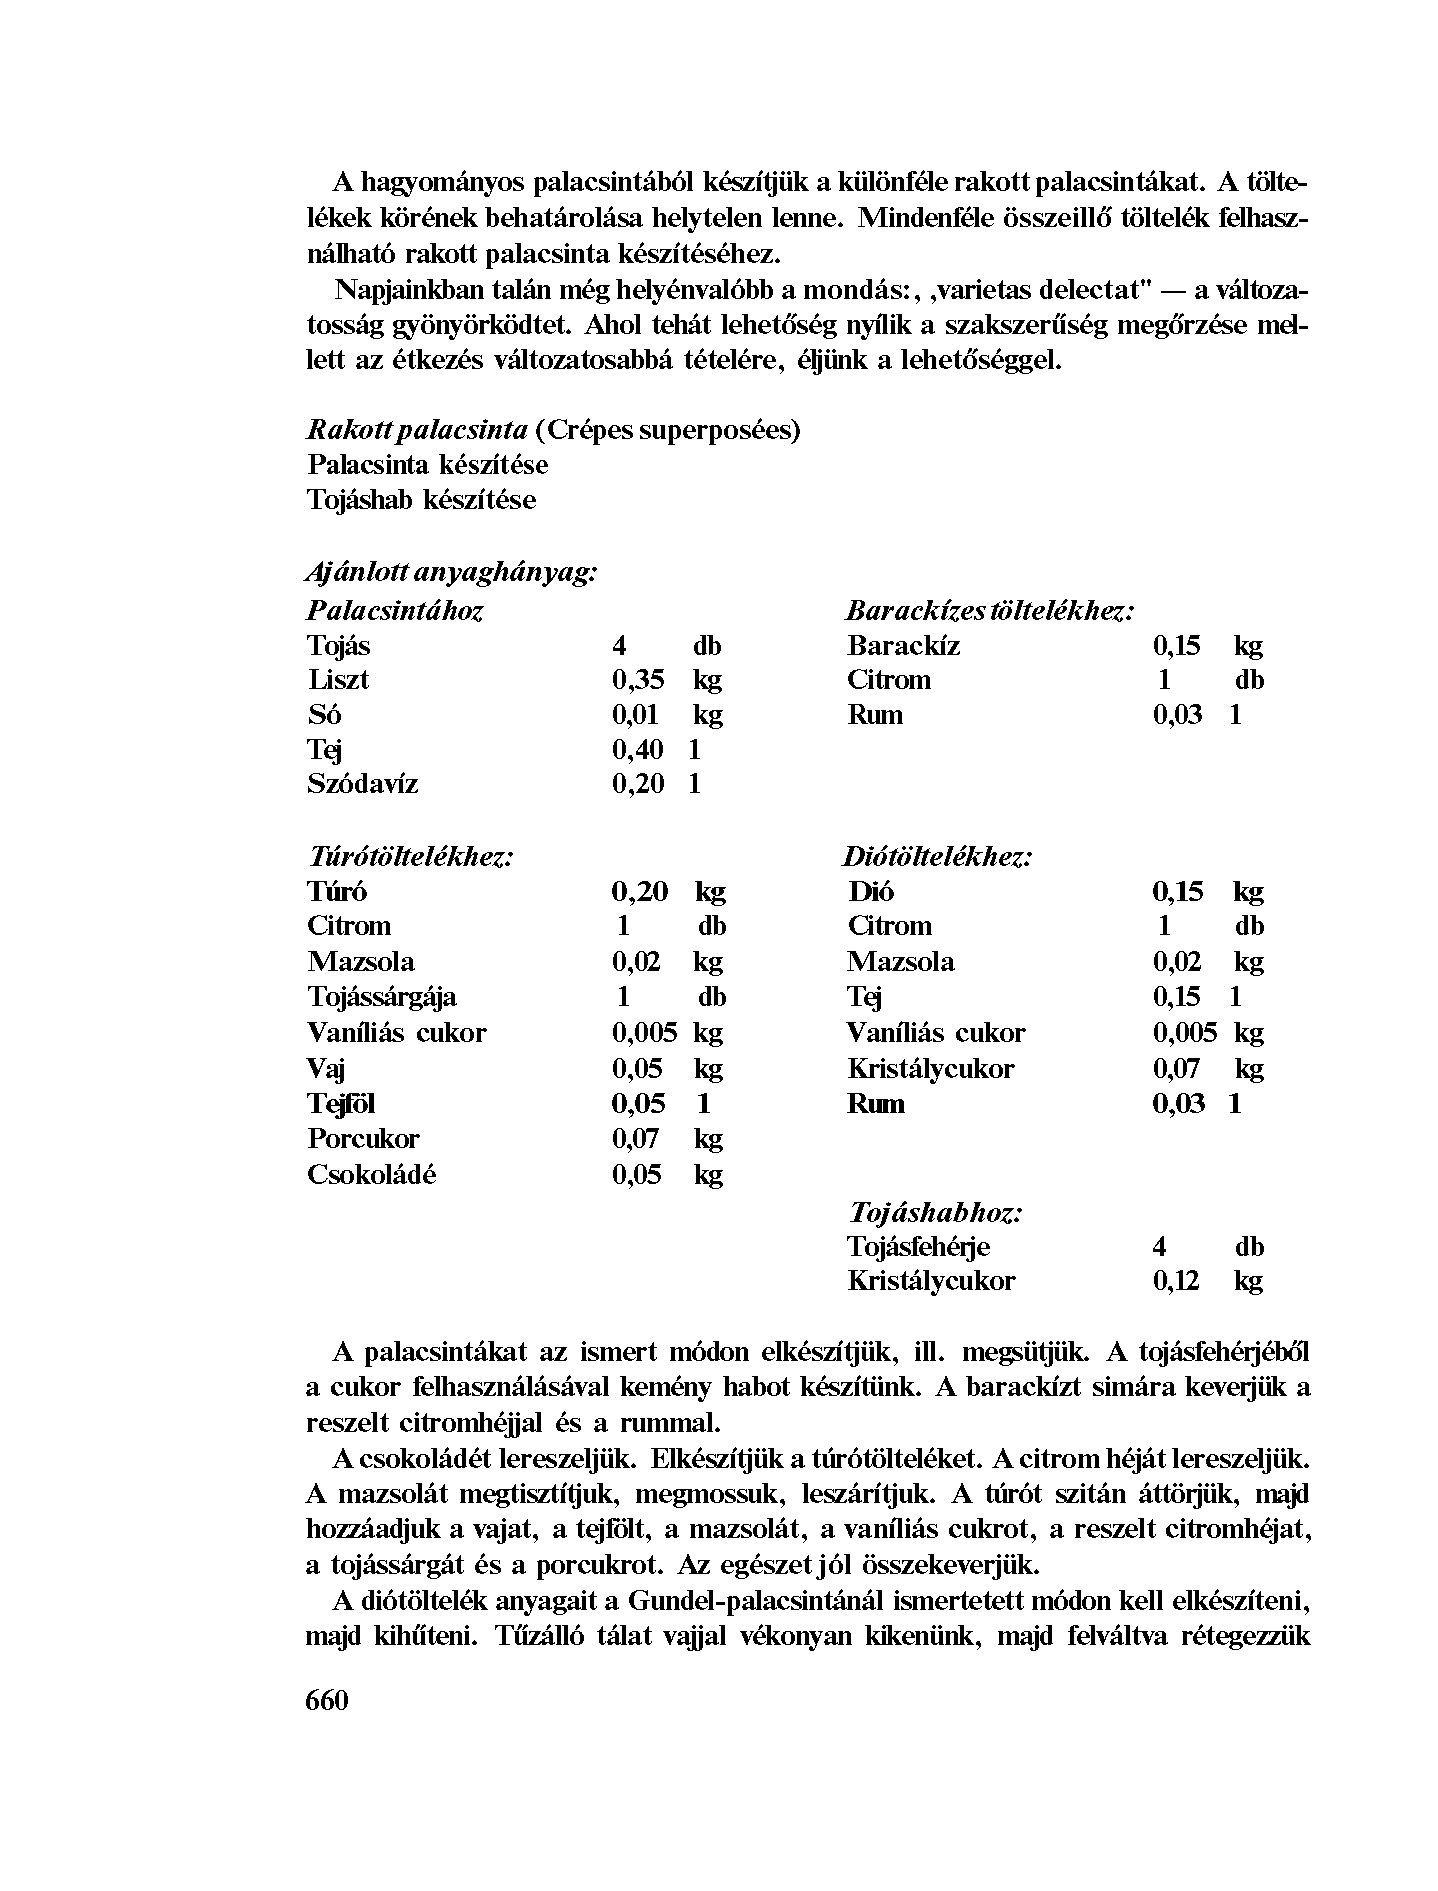 A hagyományos palacsintából készítjük a különféle rakott palacsintákat. A tölte-
lékek körének behatárolása helytelen lenne. Mindenféle összeillő töltelék felhasz-
nálható rakott palacsinta készítéséhez.
Napjainkban talán még helyénvalóbb a mondás:, ,varietas delectat" — a változa-
tosság gyönyörködtet. Ahol tehát lehetőség nyílik a szakszerűség megőrzése mel-
lett az étkezés változatosabbá tételére, éljünk a lehetőséggel.
Rakott palacsinta (Crépes superposées)
Palacsinta készítése
Tojáshab készítése
Ajánlott anyaghányag:
Palacsintához
Tojás 4 db
Liszt 0,35 kg
Só 0,01 kg
Tej 0,40 1
Szódavíz 0,20 1
Barackízes töltelékhez:
Barackíz 0,15 kg
Citrom 1 db
Rum 0,03 1
Túrótöltelékhez:
Túró 0,20 kg
Citrom 1 db
Mazsola 0,02 kg
Tojássárgája 1 db
Vaníliás cukor 0,005 kg
Vaj 0,05 kg
Tejföl 0,05 1
Porcukor 0,07 kg
Csokoládé 0,05 kg
Diótöltelékhez:
Dió 0,15 kg
Citrom 1 db
Mazsola 0,02 kg
Tej 0,15 1
Vaníliás cukor 0,005 kg
Kristálycukor 0,07 kg
Rum 0,03 1
Tojáshabhoz:
Tojásfehérje 4 db
Kristálycukor 0,12 kg
A palacsintákat az ismert módon elkészítjük, ill. megsütjük. A tojásfehérjéből
a cukor felhasználásával kemény habot készítünk. A barackízt simára keverjük a
reszelt citromhéjjal és a rummal.
A csokoládét lereszeljük. Elkészítjük a túrótölteléket. A citrom héját lereszeljük.
A mazsolát megtisztítjuk, megmossuk, leszárítjuk. A túrót szitán áttörjük, majd
hozzáadjuk a vajat, a tejfölt, a mazsolát, a vaníliás cukrot, a reszelt citromhéjat,
a tojássárgát és a porcukrot. Az egészet jól összekeverjük.
A diótöltelék anyagait a Gundel-palacsintánál ismertetett módon kell elkészíteni,
majd kihűteni. Tűzálló tálat vajjal vékonyan kikenünk, majd felváltva rétegezzük
660